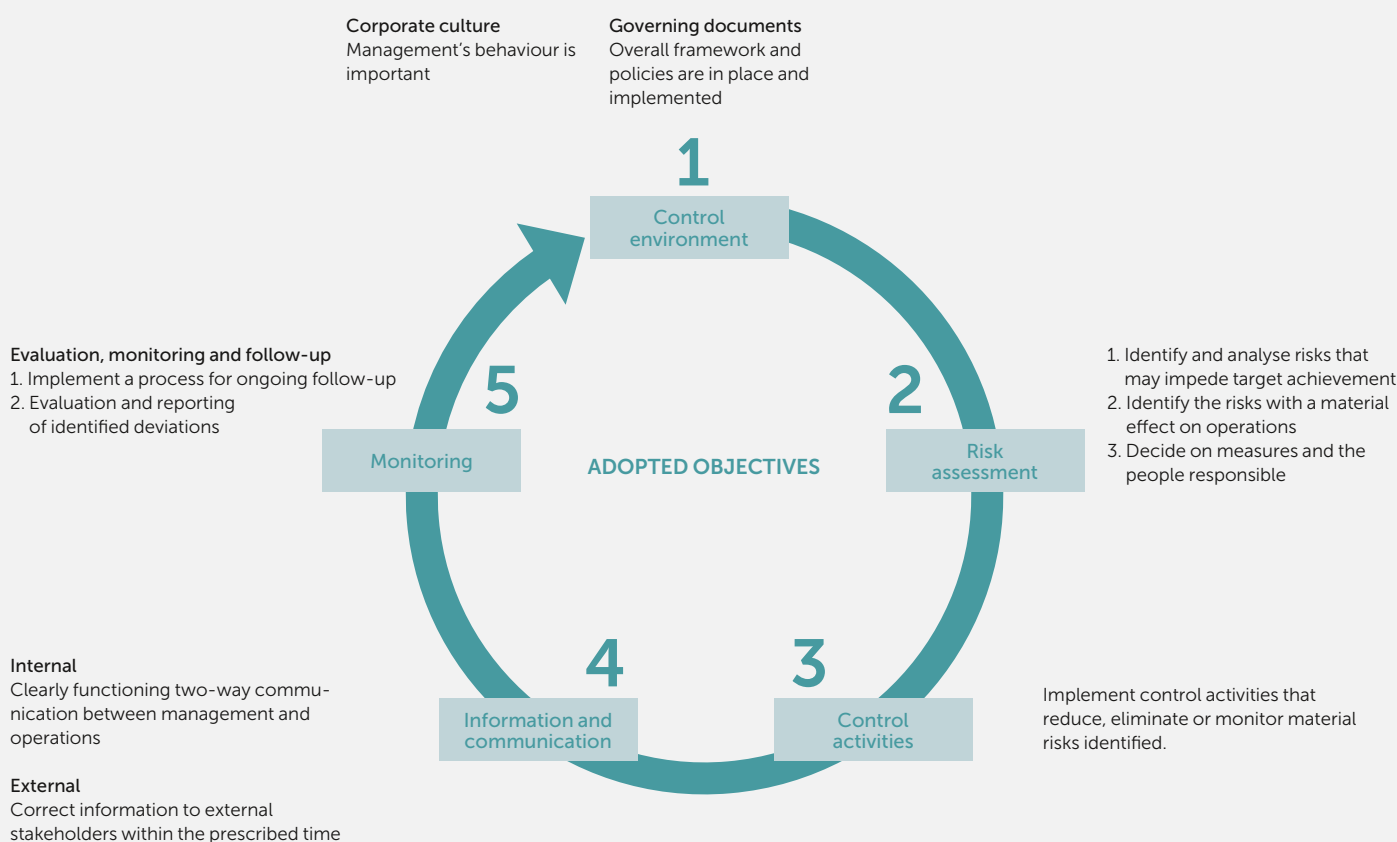 Corporate culture
Management's behaviour is
important
Governing documents
Overall framework and
policies are in place and
implemented
1
Control
environment
2
Risk
assessment
1. Identify and analyse risks that
may impede target achievement
2. Identify the risks with a material
effect on operations
3. Decide on measures and the
people responsible
3
Control
activities
Implement control activities that
reduce, eliminate or monitor material
risks identified.
4
Information and
communication
Internal
Clearly functioning two-way commu-
nication between management and
operations
External
Correct information to external
stakeholders within the prescribed time
5
Monitoring
Evaluation, monitoring and follow-up
1. Implement a process for ongoing follow-up
2. Evaluation and reporting
of identified deviations
ADOPTED OBJECTIVES